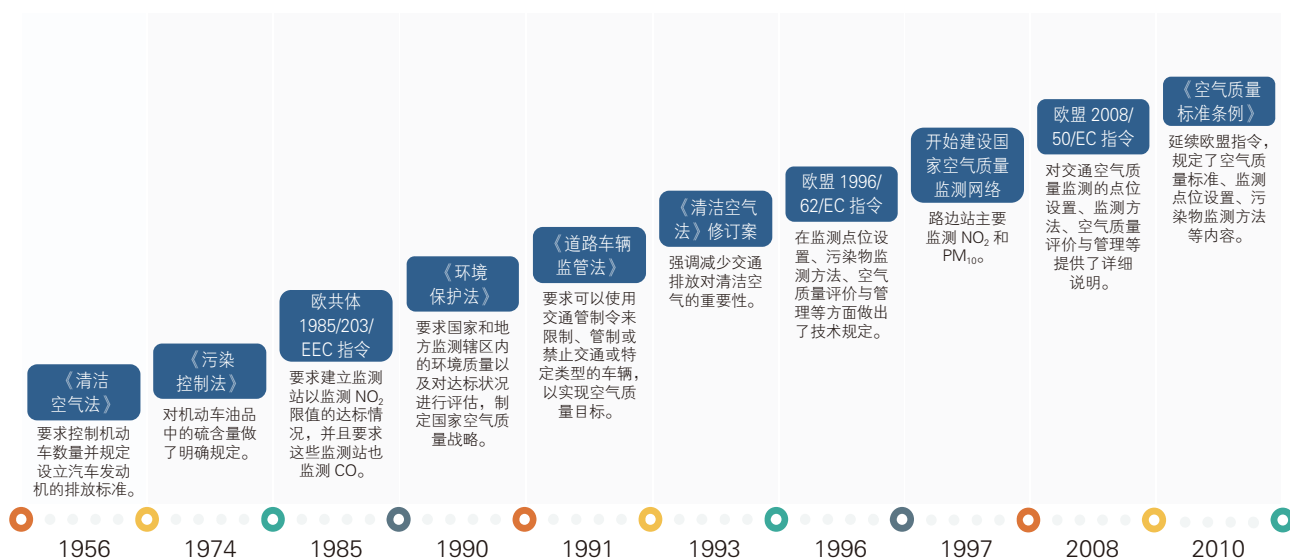 《清洁
空气法》
要求控制机动
车数量并规定
设立汽车发动
机的排放标准。
1956
《污染
控制法》
对机动车油品
中的硫含量做
了明确规定。
1974
欧共体
1985/203/
EEC 指令
要求建立监测
站以监测 NO₂
限值的达标情
况，并且要求
这些监测站也
监测 CO。
1985
《环境
保护法》
要求国家和地
方监测辖区内
的环境质量以
及对达标状况
进行评估，制
定国家空气质
量战略。
1990
《道路车辆
监管法》
要求可以使用
交通管制令来
限制、管制或
禁止交通或特
定类型的车辆，
以实现空气质
量目标。
1991
《清洁空气
法》修订案
强调减少交通
排放对清洁空
气的重要性。
1993
欧盟 1996/
62/EC 指令
在监测点位设
置、污染物监
测方法、空气
质量评价与管
理等方面做出
了技术规定。
1996
开始建设国
家空气质量
监测网络
路边站主要
监测 NO₂ 和
PM₁₀。
1997
欧盟 2008/
50/EC 指令
对交通空气质
量监测的点位
设置、监测方
法、空气质量
评价与管理等
提供了详细
说明。
2008
《空气质量
标准条例》
延续欧盟指令，
规定了空气质
量标准、监测
点位设置、污
染物监测方法
等内容。
2010